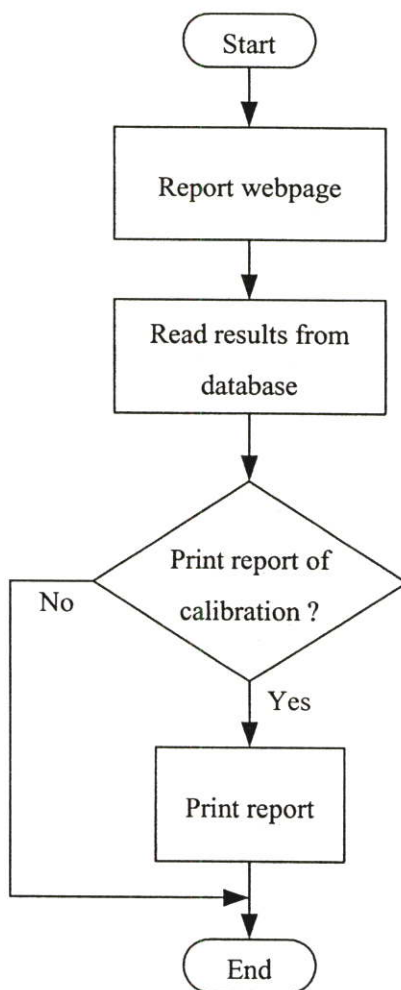 Start
Report webpage
Read results from
database
Print report of
calibration ?
No
Yes
Print report
End